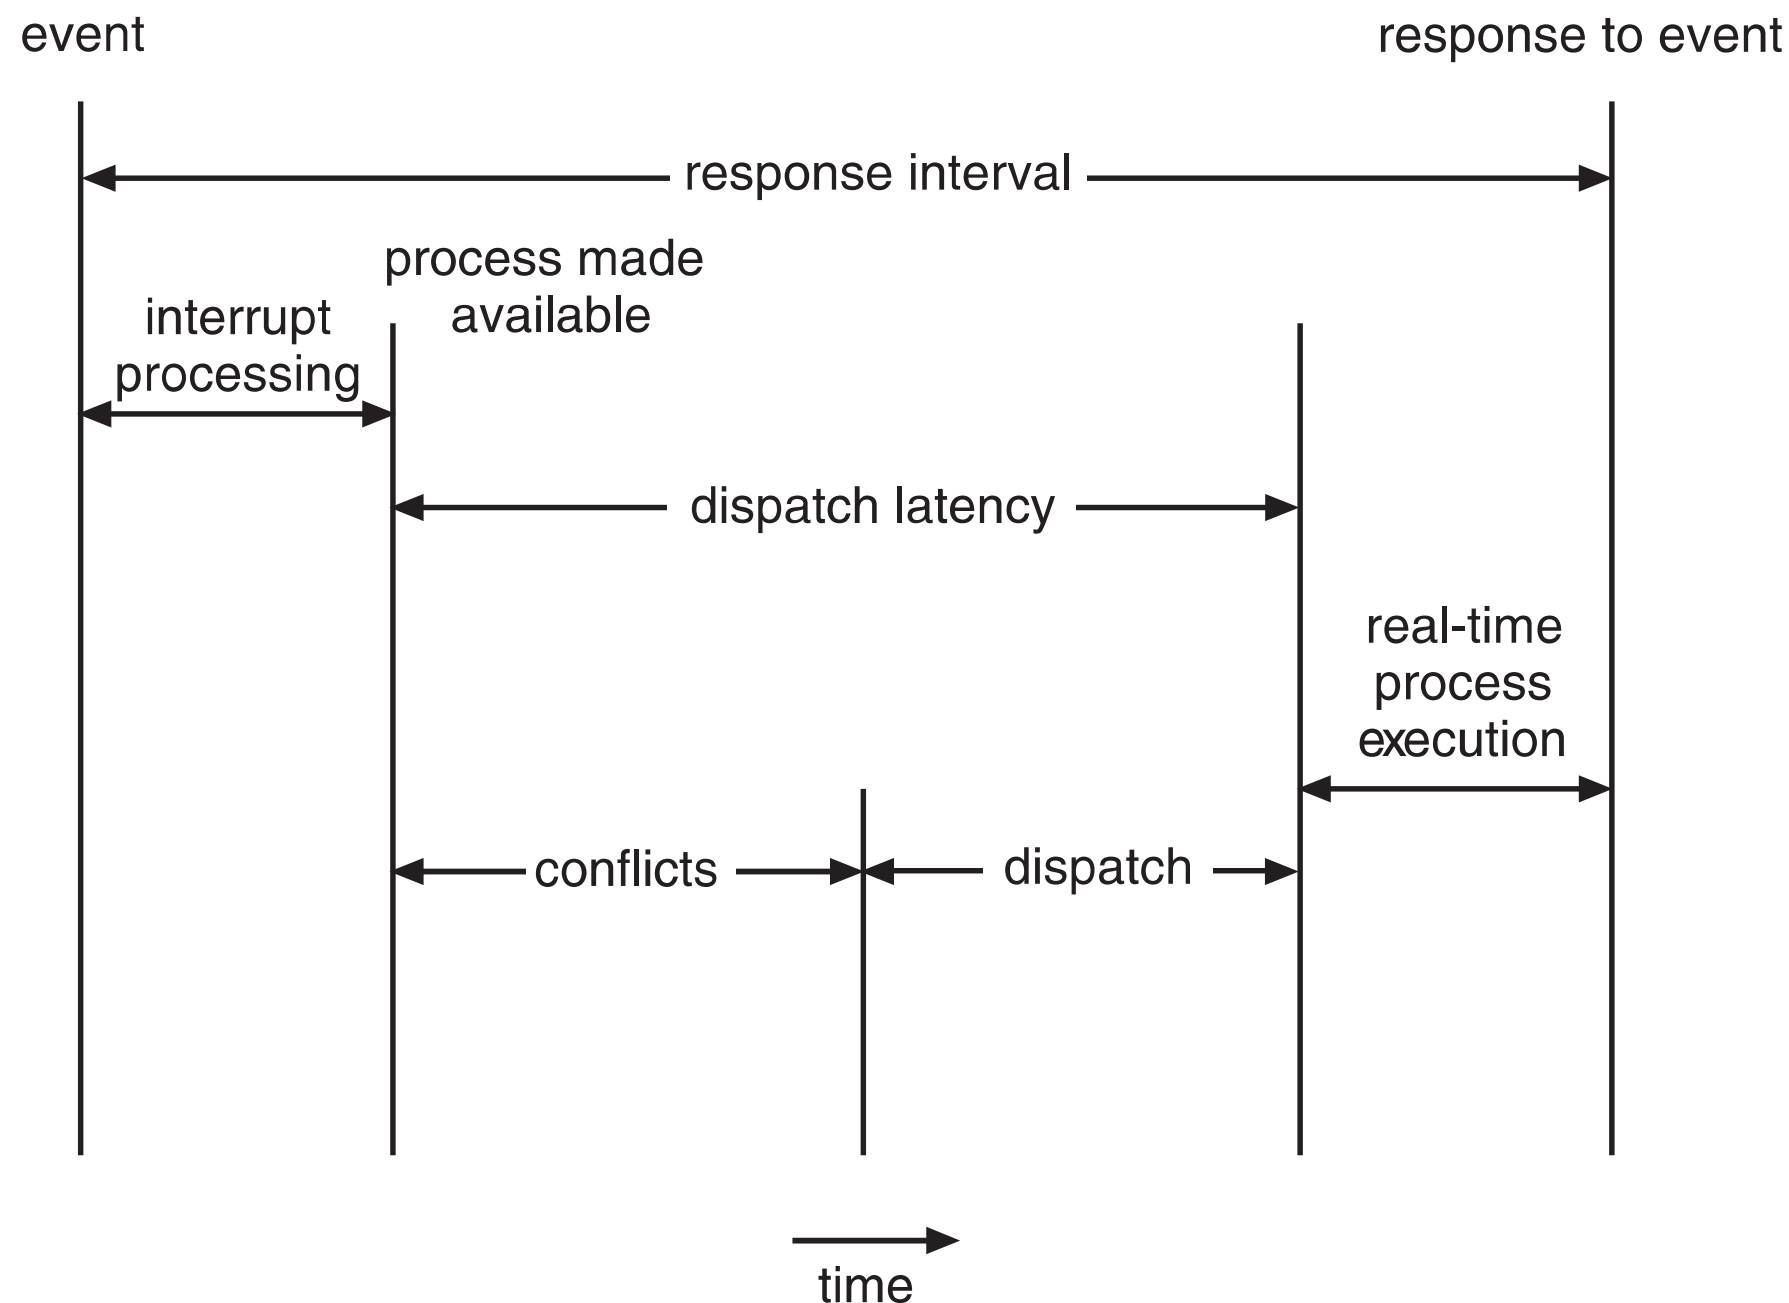 event
response to event
response interval
process made
available
interrupt
processing
dispatch latency
real-time
process
execution
conflicts
dispatch
time